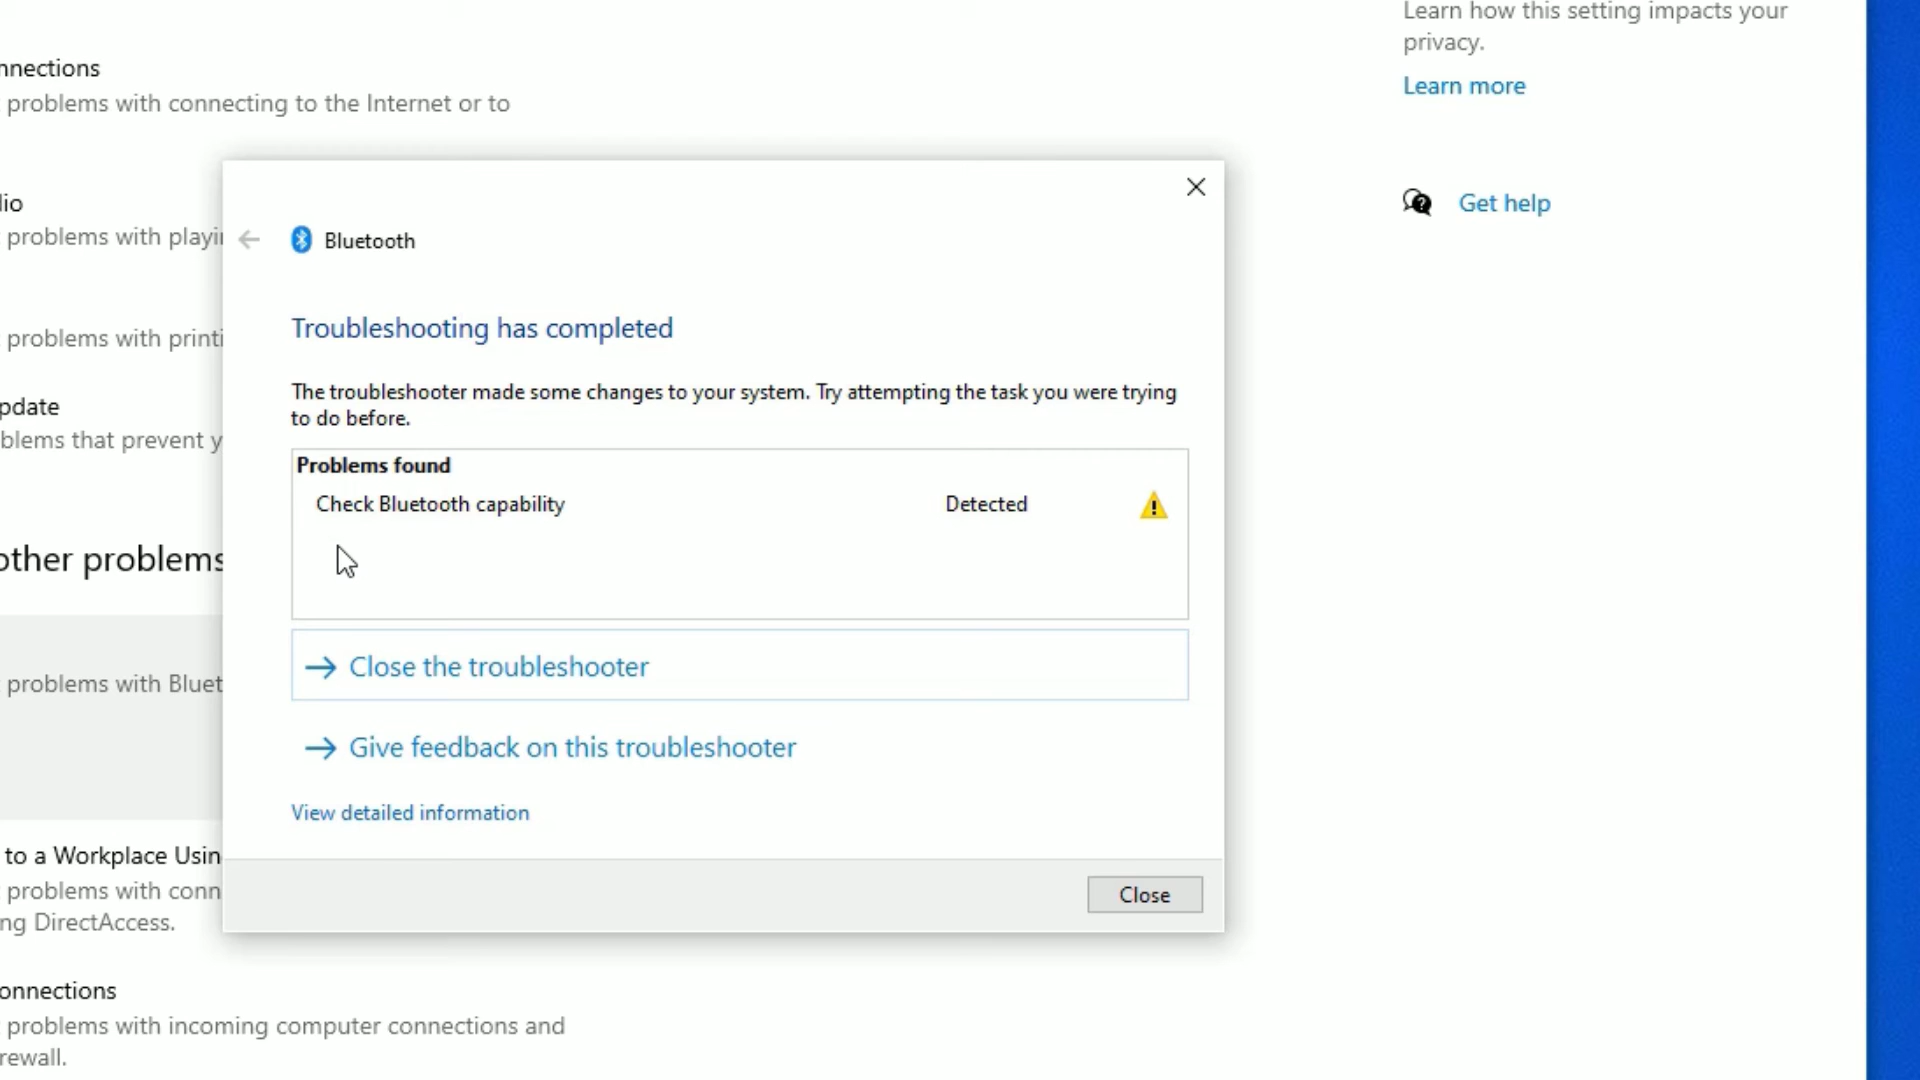 Learn how this setting impacts your
privacy.
Learn more
Get help
nnections
problems with connecting to the Internet or to
dio
problems with playi
problems with printi
pdate
blems that prevent y
other problems
problems with Bluet
to a Workplace Usin
problems with conn
ng DirectAccess.
onnections
problems with incoming computer connections and
rewall.
Bluetooth
Troubleshooting has completed
The troubleshooter made some changes to your system. Try attempting the task you were trying
to do before.
Problems found
Check Bluetooth capability Detected
Close the troubleshooter
Give feedback on this troubleshooter
View detailed information
Close